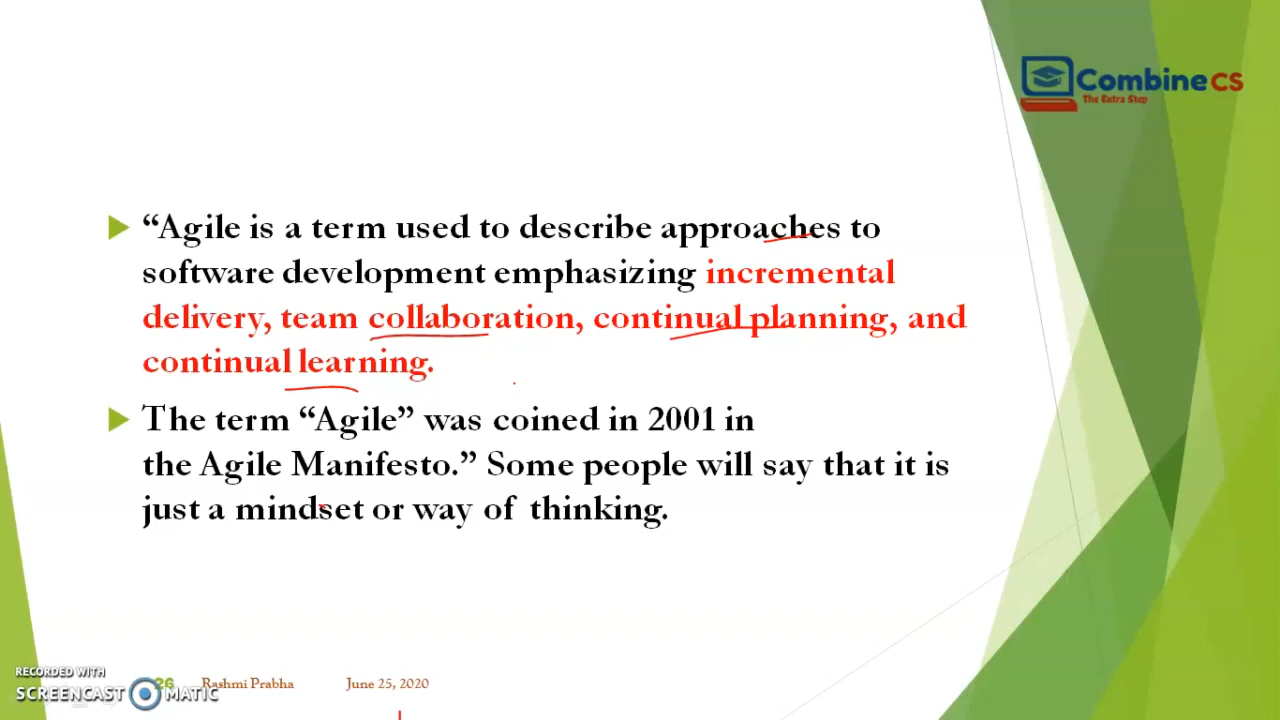 Combine CS
The Entra Step
“Agile is a term used to describe approaches to
software development emphasizing incremental
delivery, team collaboration, continual planning, and
continual learning.
The term “Agile” was coined in 2001 in
the Agile Manifesto.” Some people will say that it is
just a mindset or way of thinking.
RECORDED WITH
SCREENCAST MATIC
26 Rashmi Prabha June 25, 2020